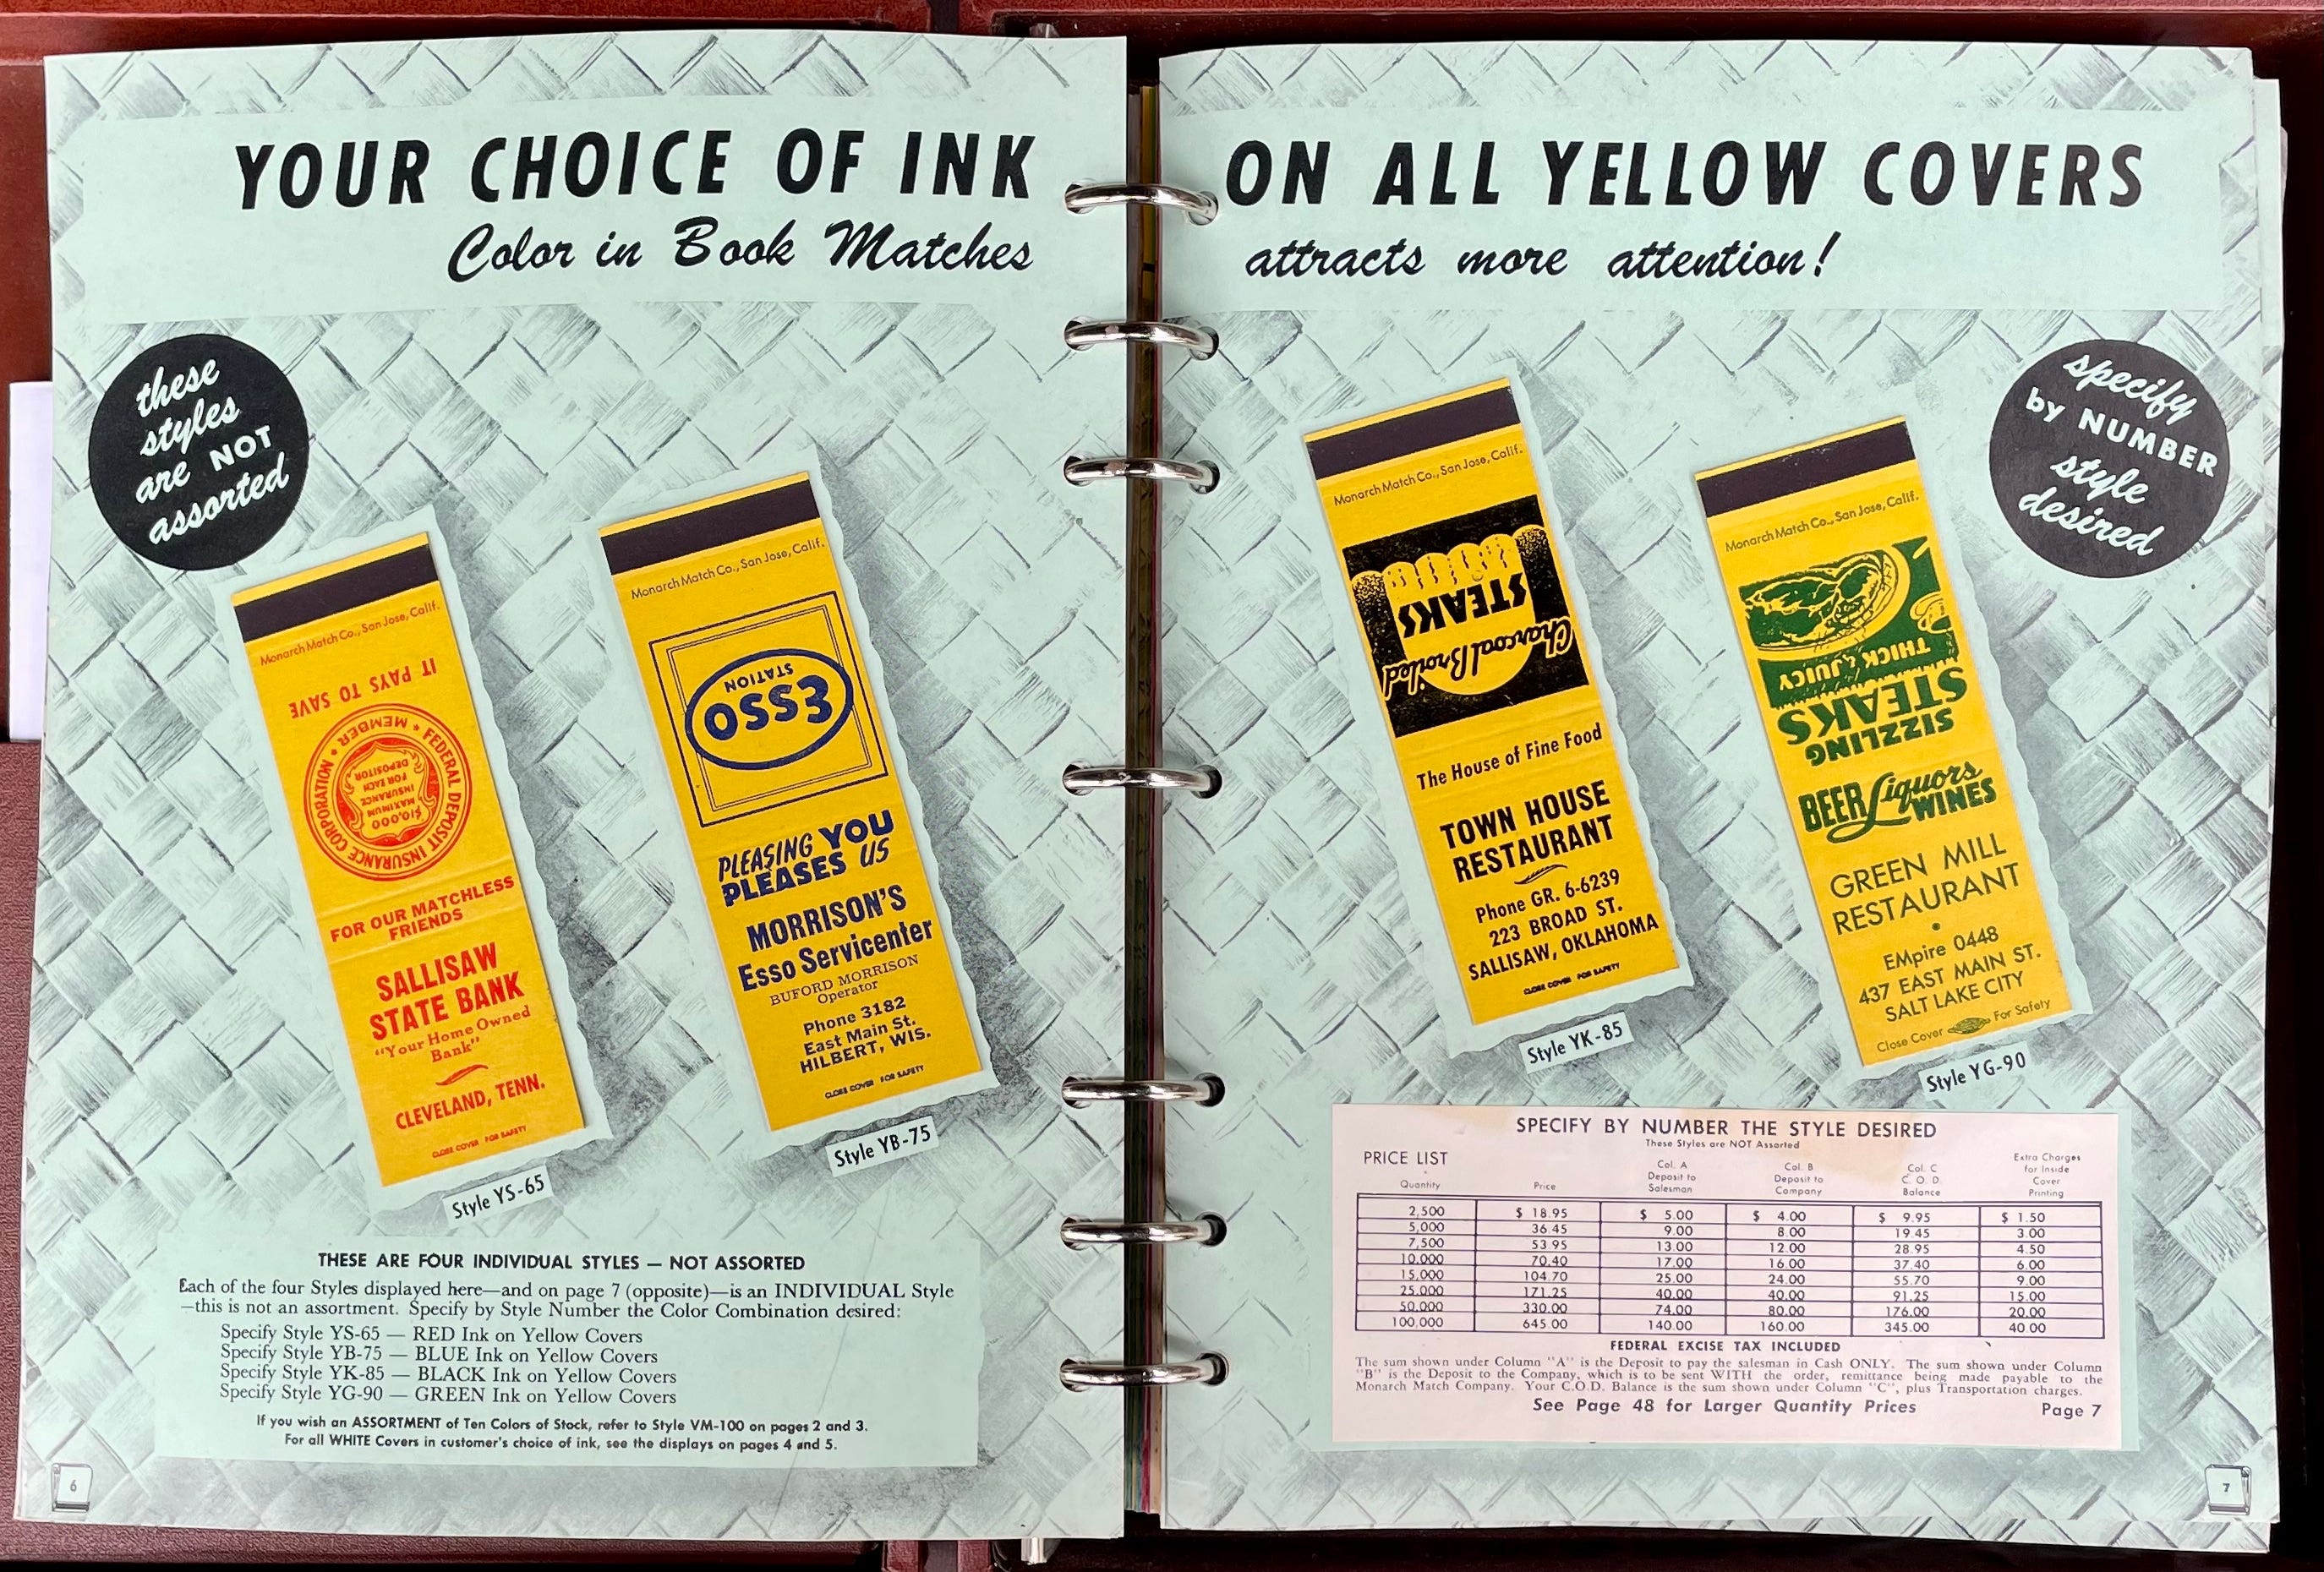 YOUR CHOICE OF INK
Color in Book Matches
these
styles
are NOT
assorted
Monarch Match Co., San Jose, Calif.
IT PAYS TO SAVE
FEDERAL DEPOSIT INSURANCE CORPORATION
★ MEMBER ★
$10,000
MAXIMUM
INSURANCE
FOR EACH
DEPOSITOR
FOR OUR MATCHLESS
FRIENDS
SALLISAW
STATE BANK
"Your Home Owned
Bank"
CLEVELAND, TENN.
CLOSE COVER FOR SAFETY
Style YS-65
Monarch Match Co., San Jose, Calif.
ESSO
STATION
PLEASING YOU
PLEASES US
MORRISON'S
Esso Servicenter
BUFORD MORRISON
Operator
Phone 3182
East Main St.
HILBERT, WIS.
CLOSE COVER FOR SAFETY
Style YB-75
THESE ARE FOUR INDIVIDUAL STYLES — NOT ASSORTED
Each of the four Styles displayed here—and on page 7 (opposite)—is an INDIVIDUAL Style
—this is not an assortment. Specify by Style Number the Color Combination desired:
Specify Style YS-65 — RED Ink on Yellow Covers
Specify Style YB-75 — BLUE Ink on Yellow Covers
Specify Style YK-85 — BLACK Ink on Yellow Covers
Specify Style YG-90 — GREEN Ink on Yellow Covers
If you wish an ASSORTMENT of Ten Colors of Stock, refer to Style VM-100 on pages 2 and 3.
For all WHITE Covers in customer's choice of ink, see the displays on pages 4 and 5.
6
ON ALL YELLOW COVERS
attracts more attention!
specify
by NUMBER
style
desired
Monarch Match Co., San Jose, Calif.
Charcoal Broiled
STEAKS
The House of Fine Food
TOWN HOUSE
RESTAURANT
Phone GR. 6-6239
223 BROAD ST.
SALLISAW, OKLAHOMA
CLOSE COVER FOR SAFETY
Style YK-85
Monarch Match Co., San Jose, Calif.
SIZZLING
STEAKS
THICK & JUICY
BEER Liquors
WINES
GREEN MILL
RESTAURANT
EMpire 0448
437 EAST MAIN ST.
SALT LAKE CITY
Close Cover For Safety
Style YG-90
SPECIFY BY NUMBER THE STYLE DESIRED
These Styles are NOT Assorted
PRICE LIST
Quantity Price Col. A Deposit to Salesman Col. B Deposit to Company Col. C C. O. D. Balance Extra Charges for Inside Cover Printing
2,500 $ 18.95 $ 5.00 $ 4.00 $ 9.95 $ 1.50
5,000 36.45 9.00 8.00 19.45 3.00
7,500 53.95 13.00 12.00 28.95 4.50
10,000 70.40 17.00 16.00 37.40 6.00
15,000 104.70 25.00 24.00 55.70 9.00
25,000 171.25 40.00 40.00 91.25 15.00
50,000 330.00 74.00 80.00 176.00 20.00
100,000 645 00 140.00 160.00 345.00 40.00
FEDERAL EXCISE TAX INCLUDED
The sum shown under Column "A" is the Deposit to pay the salesman in Cash ONLY. The sum shown under Column
"B" is the Deposit to the Company, which is to be sent WITH the order, remittance being made payable to the
Monarch Match Company. Your C.O.D. Balance is the sum shown under Column "C", plus Transportation charges.
See Page 48 for Larger Quantity Prices
Page 7
7